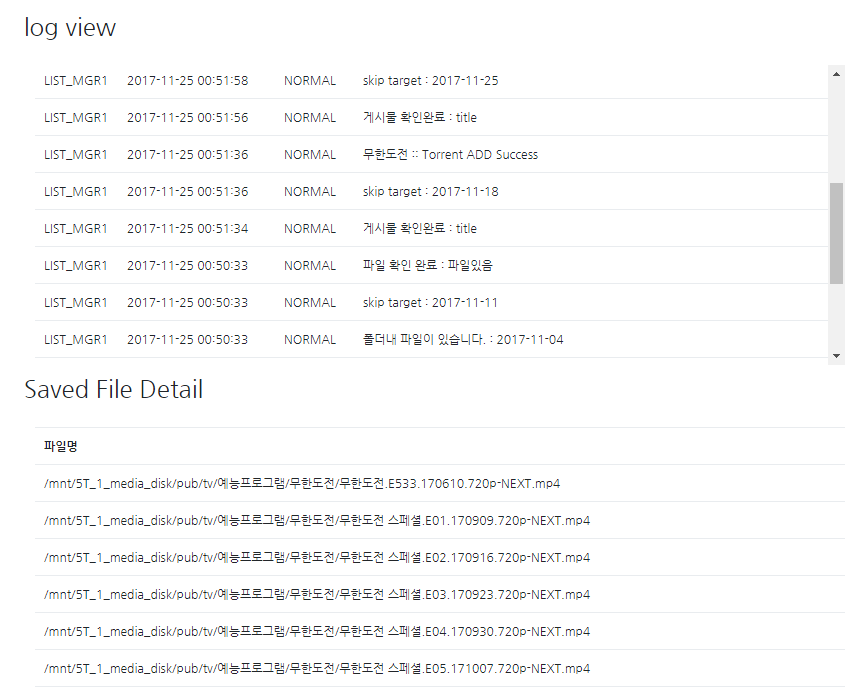 log view
LIST_MGR1 2017-11-25 00:51:58 NORMAL skip target : 2017-11-25
LIST_MGR1 2017-11-25 00:51:56 NORMAL 게시물 확인완료 : title
LIST_MGR1 2017-11-25 00:51:36 NORMAL 무한도전 :: Torrent ADD Success
LIST_MGR1 2017-11-25 00:51:36 NORMAL skip target : 2017-11-18
LIST_MGR1 2017-11-25 00:51:34 NORMAL 게시물 확인완료 : title
LIST_MGR1 2017-11-25 00:50:33 NORMAL 파일 확인 완료 : 파일있음
LIST_MGR1 2017-11-25 00:50:33 NORMAL skip target : 2017-11-11
LIST_MGR1 2017-11-25 00:50:33 NORMAL 폴더내 파일이 있습니다. : 2017-11-04
Saved File Detail
파일명
/mnt/5T_1_media_disk/pub/tv/예능프로그램/무한도전/무한도전.E533.170610.720p-NEXT.mp4
/mnt/5T_1_media_disk/pub/tv/예능프로그램/무한도전/무한도전 스페셜.E01.170909.720p-NEXT.mp4
/mnt/5T_1_media_disk/pub/tv/예능프로그램/무한도전/무한도전 스페셜.E02.170916.720p-NEXT.mp4
/mnt/5T_1_media_disk/pub/tv/예능프로그램/무한도전/무한도전 스페셜.E03.170923.720p-NEXT.mp4
/mnt/5T_1_media_disk/pub/tv/예능프로그램/무한도전/무한도전 스페셜.E04.170930.720p-NEXT.mp4
/mnt/5T_1_media_disk/pub/tv/예능프로그램/무한도전/무한도전 스페셜.E05.171007.720p-NEXT.mp4